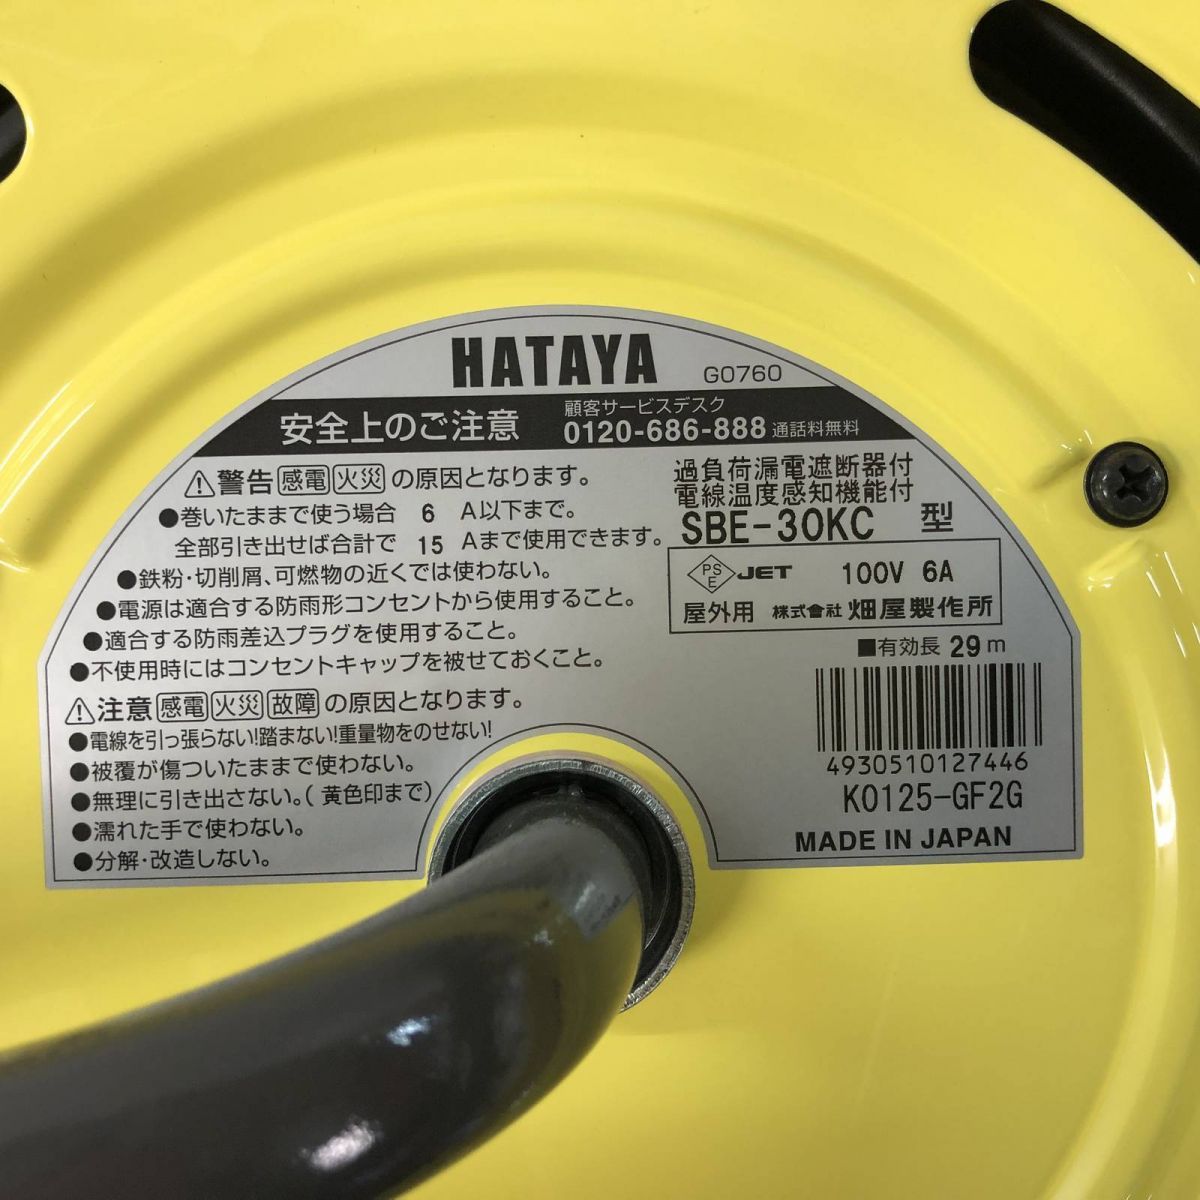 HATAYA G0760
安全上のご注意
顧客サービスデスク
0120-686-888 通話料無料
⚠警告 感電 火災 の原因となります。
●巻いたままで使う場合 6 A以下まで。
全部引き出せば合計で 15 Aまで使用できます。
●鉄粉・切削屑、可燃物の近くでは使わない。
●電源は適合する防雨形コンセントから使用すること。
●適合する防雨差込プラグを使用すること。
●不使用時にはコンセントキャップを被せておくこと。
⚠注意 感電 火災 故障 の原因となります。
●電線を引っ張らない!踏まない!重量物をのせない!
●被覆が傷ついたままで使わない。
●無理に引き出さない。(黄色印まで)
●濡れた手で使わない。
●分解・改造しない。
過負荷漏電遮断器付
電線温度感知機能付
SBE-30KC 型
PS E JET 100V 6A
屋外用 株式會社 畑屋製作所
■有効長 29 m
4930510127446
K0125-GF2G
MADE IN JAPAN